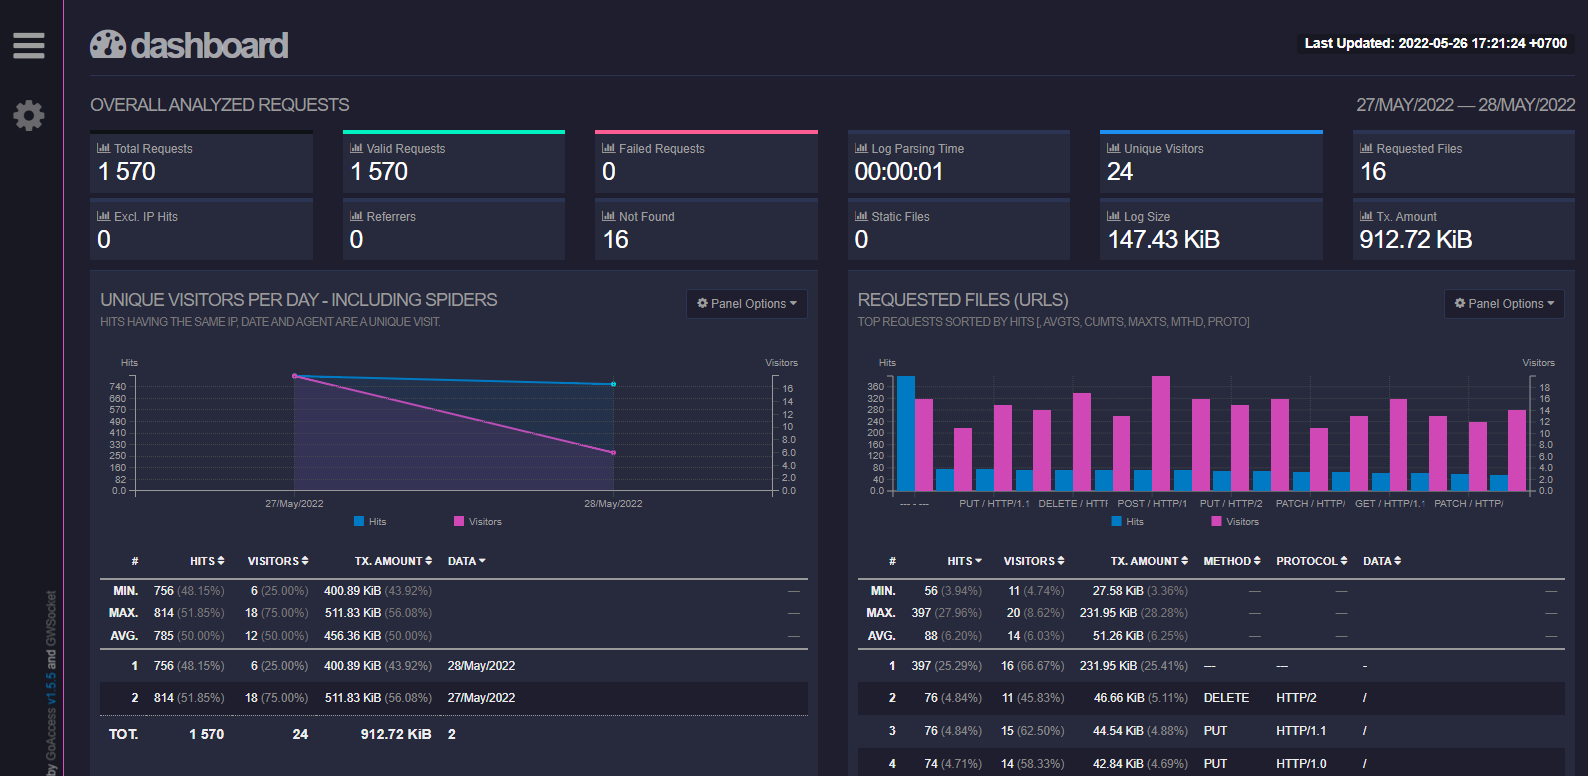 dashboard
Last Updated: 2022-05-26 17:21:24 +0700
OVERALL ANALYZED REQUESTS
27/MAY/2022 — 28/MAY/2022
Total Requests
1 570
Valid Requests
1 570
Failed Requests
0
Log Parsing Time
00:00:01
Unique Visitors
24
Requested Files
16
Excl. IP Hits
0
Referrers
0
Not Found
16
Static Files
0
Log Size
147.43 KiB
Tx. Amount
912.72 KiB
UNIQUE VISITORS PER DAY - INCLUDING SPIDERS
Panel Options
HITS HAVING THE SAME IP, DATE AND AGENT ARE A UNIQUE VISIT.
Hits
Visitors
740
660
570
490
410
330
250
160
82
0.0
16
14
12
10
8.0
6.0
4.0
2.0
0.0
27/May/2022 28/May/2022
Hits Visitors
# HITS VISITORS TX. AMOUNT DATA
MIN. 756 (48.15%) 6 (25.00%) 400.89 KiB (43.92%) —
MAX. 814 (51.85%) 18 (75.00%) 511.83 KiB (56.08%) —
AVG. 785 (50.00%) 12 (50.00%) 456.36 KiB (50.00%) —
1 756 (48.15%) 6 (25.00%) 400.89 KiB (43.92%) 28/May/2022
2 814 (51.85%) 18 (75.00%) 511.83 KiB (56.08%) 27/May/2022
TOT. 1 570 24 912.72 KiB 2
REQUESTED FILES (URLS)
Panel Options
TOP REQUESTS SORTED BY HITS [, AVGTS, CUMTS, MAXTS, MTHD, PROTO]
Hits
Visitors
360
320
280
240
200
160
120
80
40
0.0
18
16
14
12
10
8.0
6.0
4.0
2.0
0.0
--- - --- PUT / HTTP/1.1 DELETE / HTTF POST / HTTP/1 PUT / HTTP/2 PATCH / HTTP/ GET / HTTP/1.1 PATCH / HTTP/
Hits Visitors
# HITS VISITORS TX. AMOUNT METHOD PROTOCOL DATA
MIN. 56 (3.94%) 11 (4.74%) 27.58 KiB (3.36%) — — —
MAX. 397 (27.96%) 20 (8.62%) 231.95 KiB (28.28%) — — —
AVG. 88 (6.20%) 14 (6.03%) 51.26 KiB (6.25%) — — —
1 397 (25.29%) 16 (66.67%) 231.95 KiB (25.41%) --- --- -
2 76 (4.84%) 11 (45.83%) 46.66 KiB (5.11%) DELETE HTTP/2 /
3 76 (4.84%) 15 (62.50%) 44.54 KiB (4.88%) PUT HTTP/1.1 /
4 74 (4.71%) 14 (58.33%) 42.84 KiB (4.69%) PUT HTTP/1.0 /
by GoAccess v1.5.5 and GWSocket